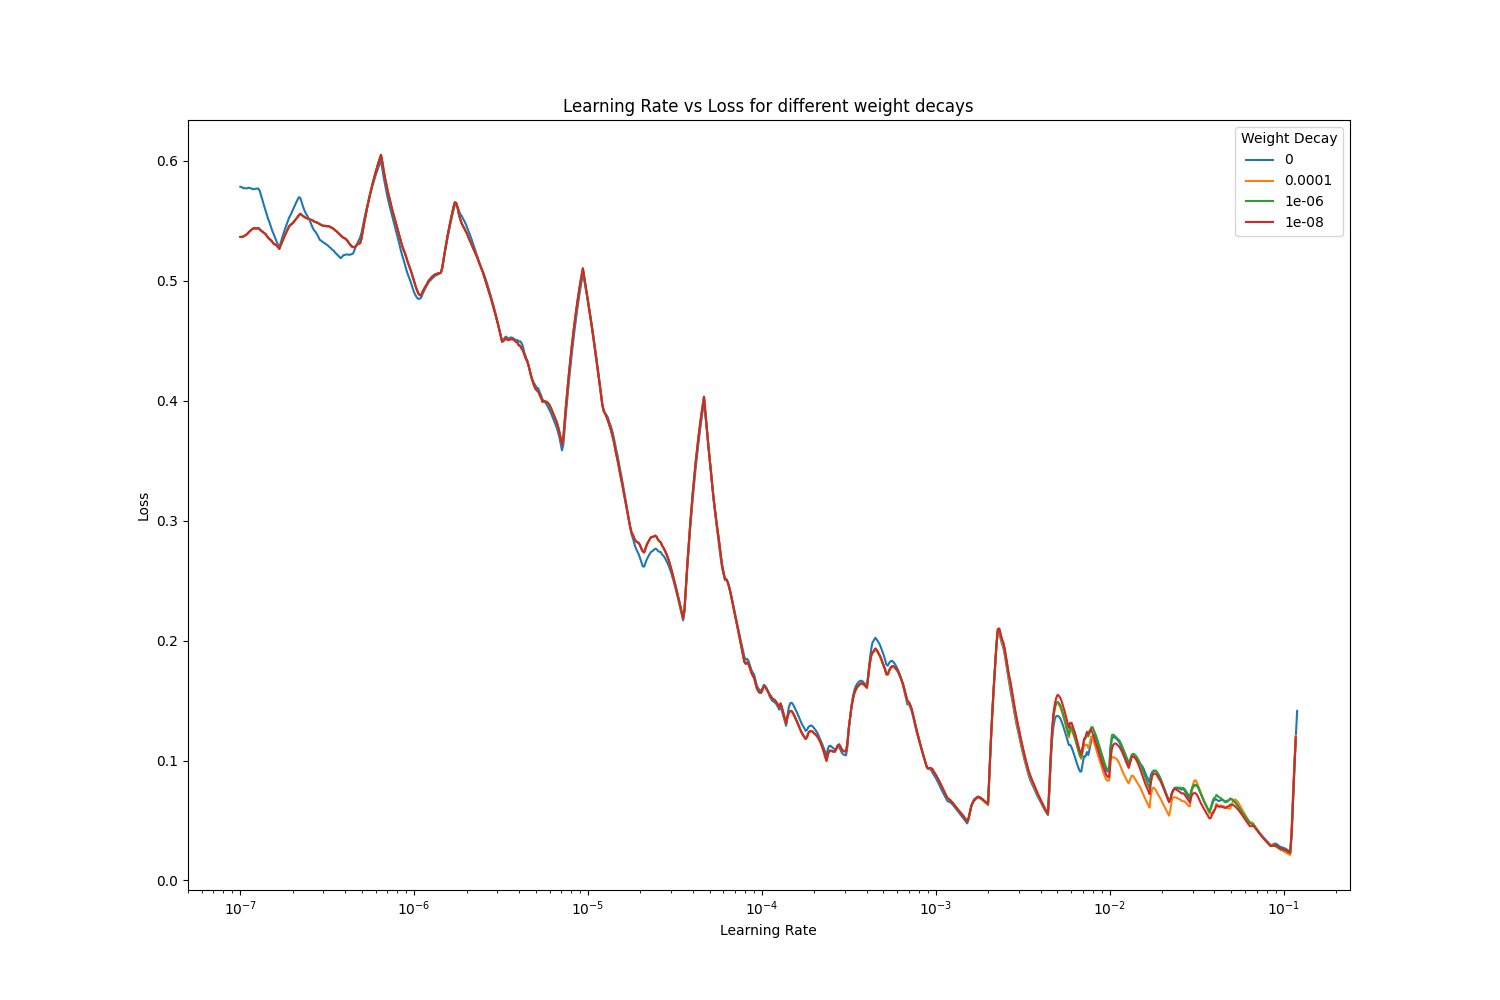 Learning Rate vs Loss for different weight decays
Weight Decay
0
0.0001
1e-06
1e-08
Loss
0.6
0.5
0.4
0.3
0.2
0.1
0.0
10⁻⁷ 10⁻⁶ 10⁻⁵ 10⁻⁴ 10⁻³ 10⁻² 10⁻¹
Learning Rate